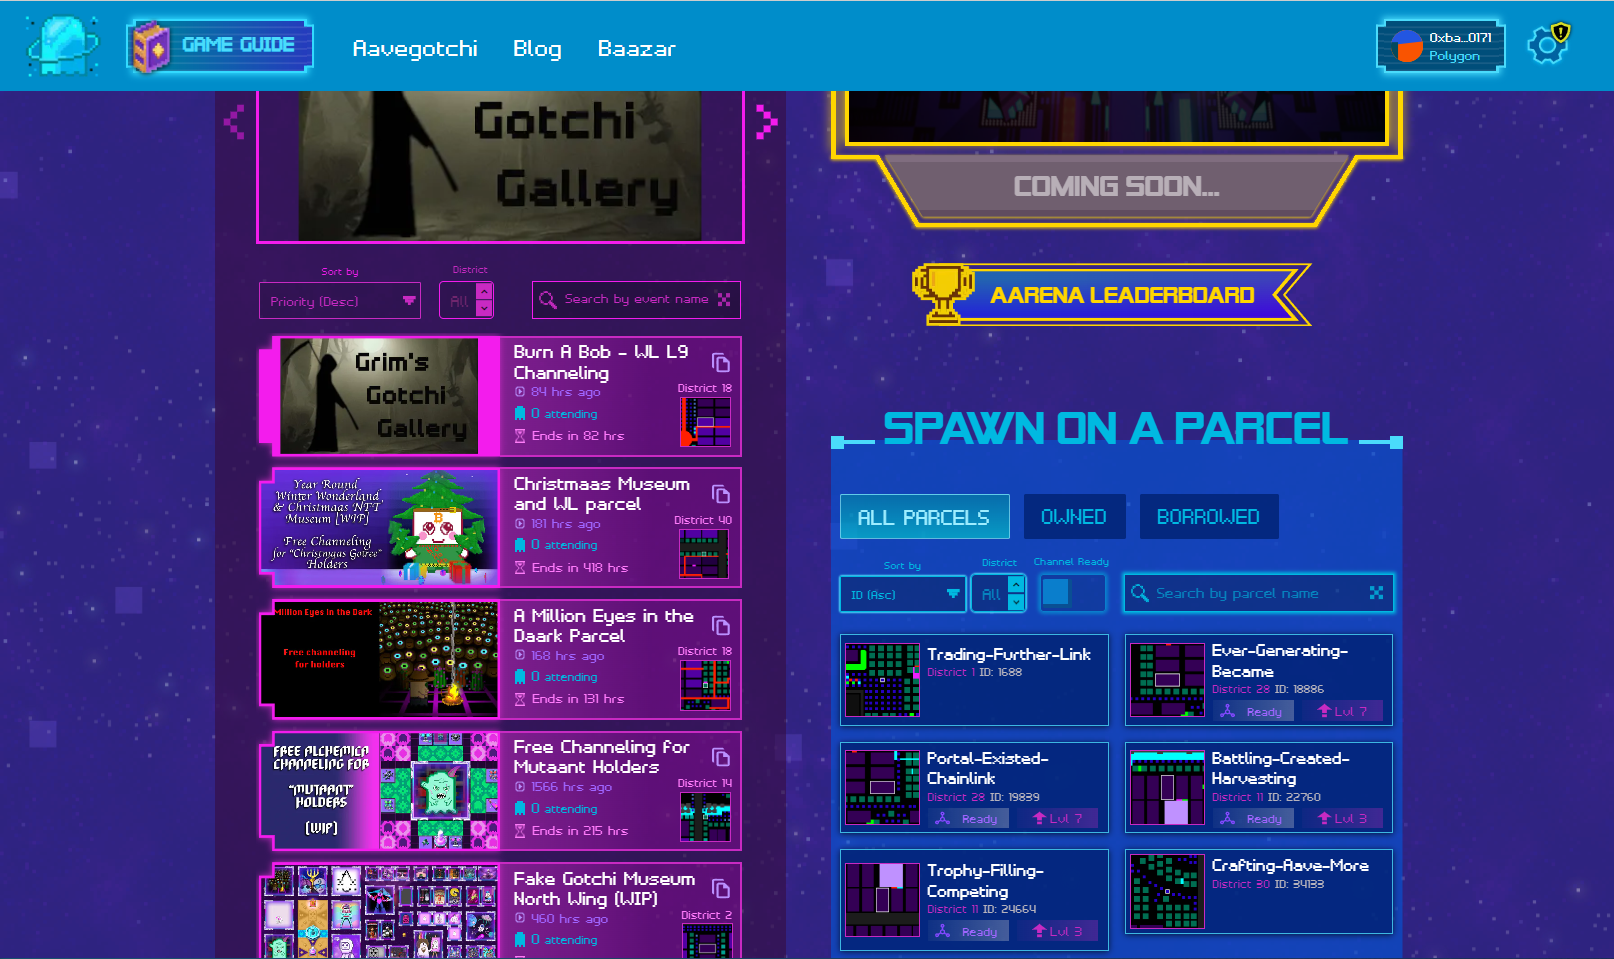 GAME GUIDE
Aavegotchi
Blog
Baazar
0xba...0171
Polygon
Gotchi
Gallery
Sort by
Priority (Desc)
District
All
Search by event name
Grim's
Gotchi
Gallery
Burn A Bob - WL L9
Channeling
84 hrs ago
District 18
0 attending
Ends in 82 hrs
Year Round
Winter Wonderland
& Christmaas NFT
Museum [WIP]
Free Channeling
for "Christmaas Gotree"
Holders
Christmaas Museum
and WL parcel
181 hrs ago
District 40
0 attending
Ends in 418 hrs
Million Eyes in the Dark
Free channeling
for holders
A Million Eyes in the
Daark Parcel
168 hrs ago
District 18
0 attending
Ends in 131 hrs
FREE ALCHEMICA
CHANNELING FOR
"MUTAANT"
HOLDERS
(WIP)
Free Channeling for
Mutaant Holders
1566 hrs ago
District 14
0 attending
Ends in 215 hrs
Fake Gotchi Museum
North Wing (WIP)
460 hrs ago
District 2
0 attending
COMING SOON...
AARENA LEADERBOARD
SPAWN ON A PARCEL
ALL PARCELS
OWNED
BORROWED
Sort by
ID (Asc)
District
All
Channel Ready
Search by parcel name
Trading-Further-Link
District 1 ID: 1688
Ever-Generating-
Became
District 28 ID: 18886
Ready
Lvl 7
Portal-Existed-
Chainlink
District 28 ID: 19839
Ready
Lvl 7
Battling-Created-
Harvesting
District 11 ID: 22760
Ready
Lvl 3
Trophy-Filling-
Competing
District 11 ID: 24664
Ready
Lvl 3
Crafting-Aave-More
District 30 ID: 34133